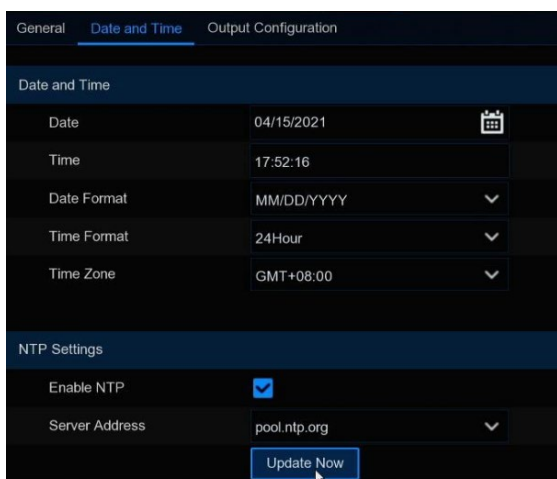 General Date and Time Output Configuration
Date and Time
Date 04/15/2021
Time 17:52:16
Date Format MM/DD/YYYY
Time Format 24Hour
Time Zone GMT+08:00
NTP Settings
Enable NTP
Server Address pool.ntp.org
Update Now